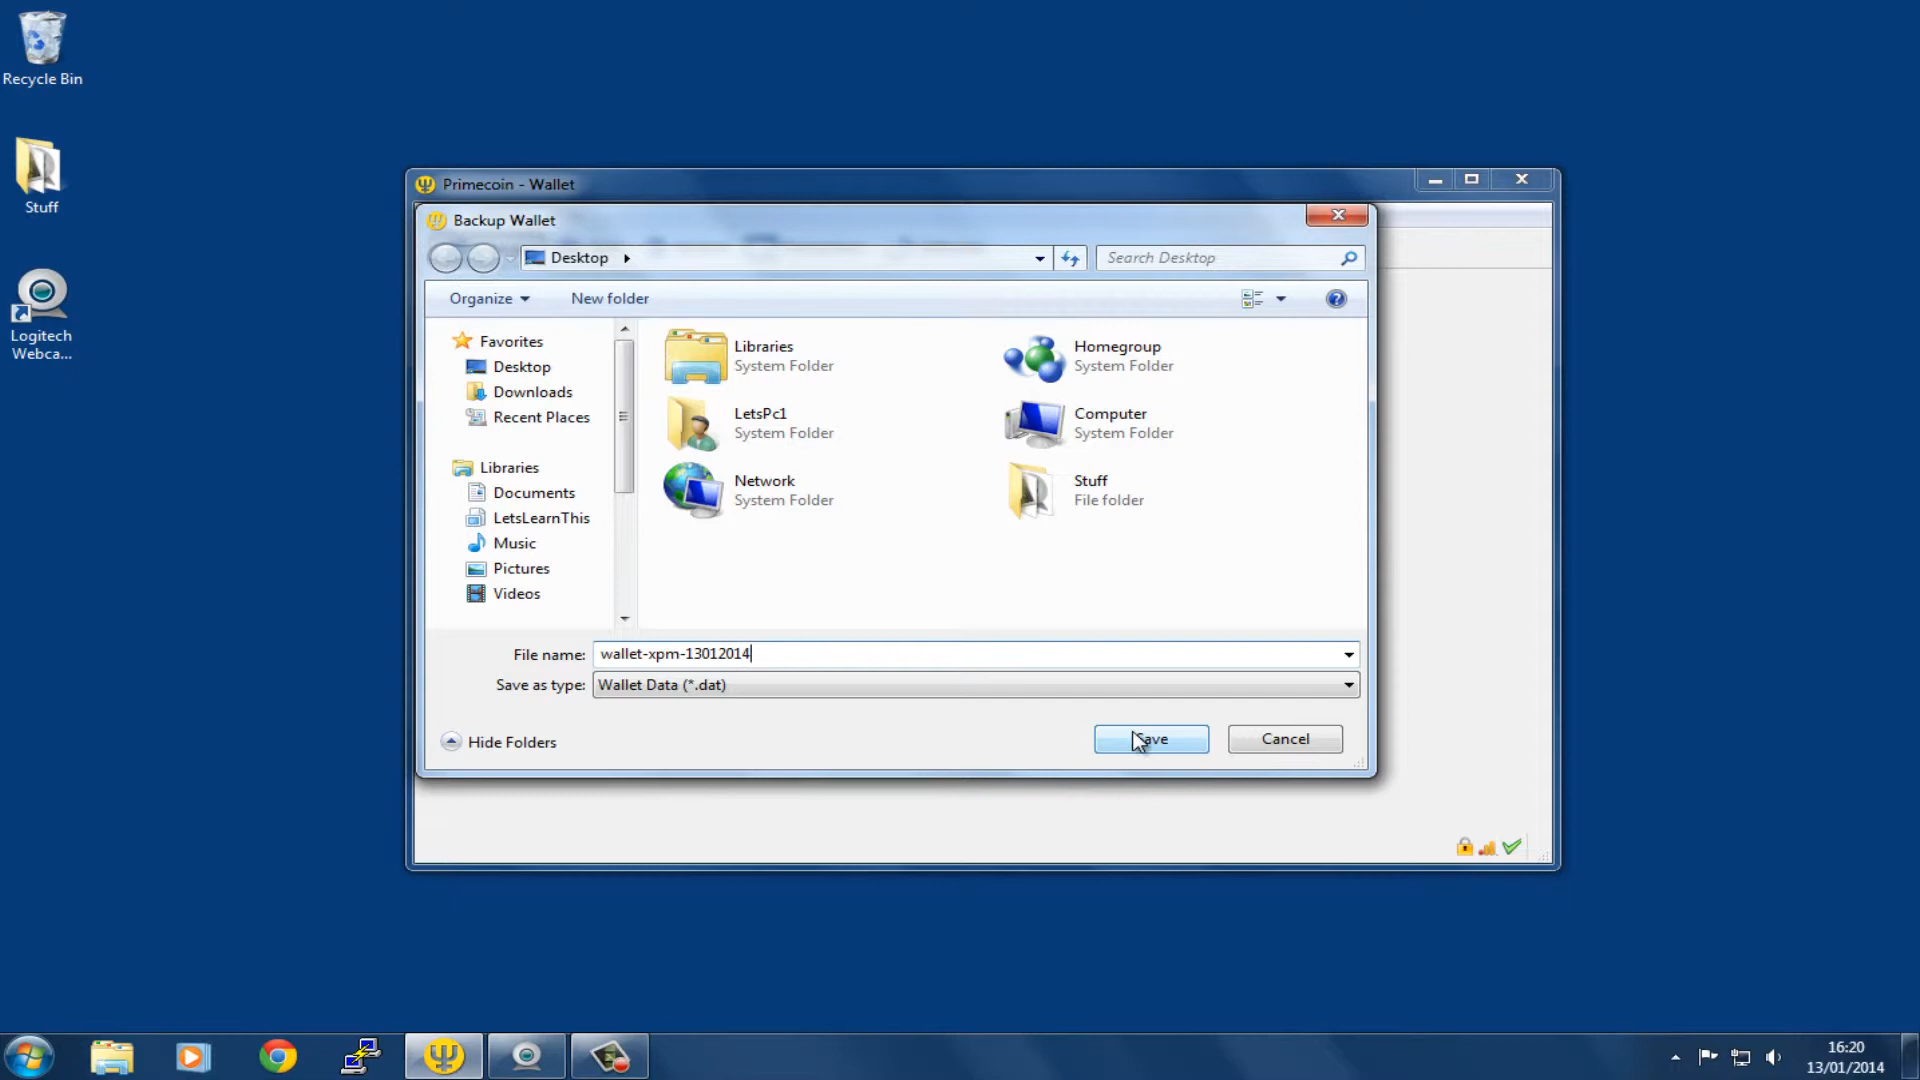 Recycle Bin
Stuff
Logitech
Webca...
Primecoin - Wallet
Backup Wallet
Desktop
Search Desktop
Organize
New folder
Favorites
Desktop
Downloads
Recent Places
Libraries
Documents
LetsLearnThis
Music
Pictures
Videos
Libraries
System Folder
Homegroup
System Folder
LetsPc1
System Folder
Computer
System Folder
Network
System Folder
Stuff
File folder
File name:
wallet-xpm-13012014
Save as type:
Wallet Data (*.dat)
Hide Folders
Save
Cancel
16:20
13/01/2014